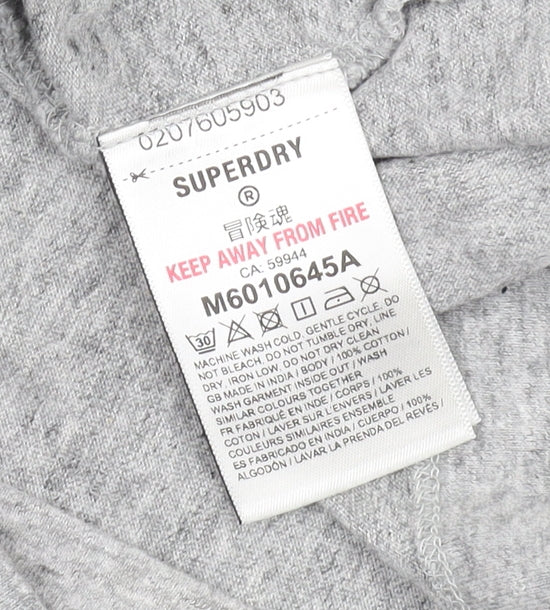 0207605903
SUPERDRY
®
冒険魂
KEEP AWAY FROM FIRE
CA: 59944
M6010645A
30
MACHINE WASH COLD, GENTLE CYCLE, DO
NOT BLEACH, DO NOT TUMBLE DRY, LINE
DRY, IRON LOW, DO NOT DRY CLEAN
GB MADE IN INDIA / BODY / 100% COTTON /
WASH GARMENT INSIDE OUT / WASH
SIMILAR COLOURS TOGETHER
FR FABRIQUÉ EN INDE / CORPS / 100%
COTON / LAVER SUR L'ENVERS / LAVER LES
COULEURS SIMILAIRES ENSEMBLE
ES FABRICADO EN INDIA / CUERPO / 100%
ALGODÓN / LAVAR LA PRENDA DEL REVÉS /